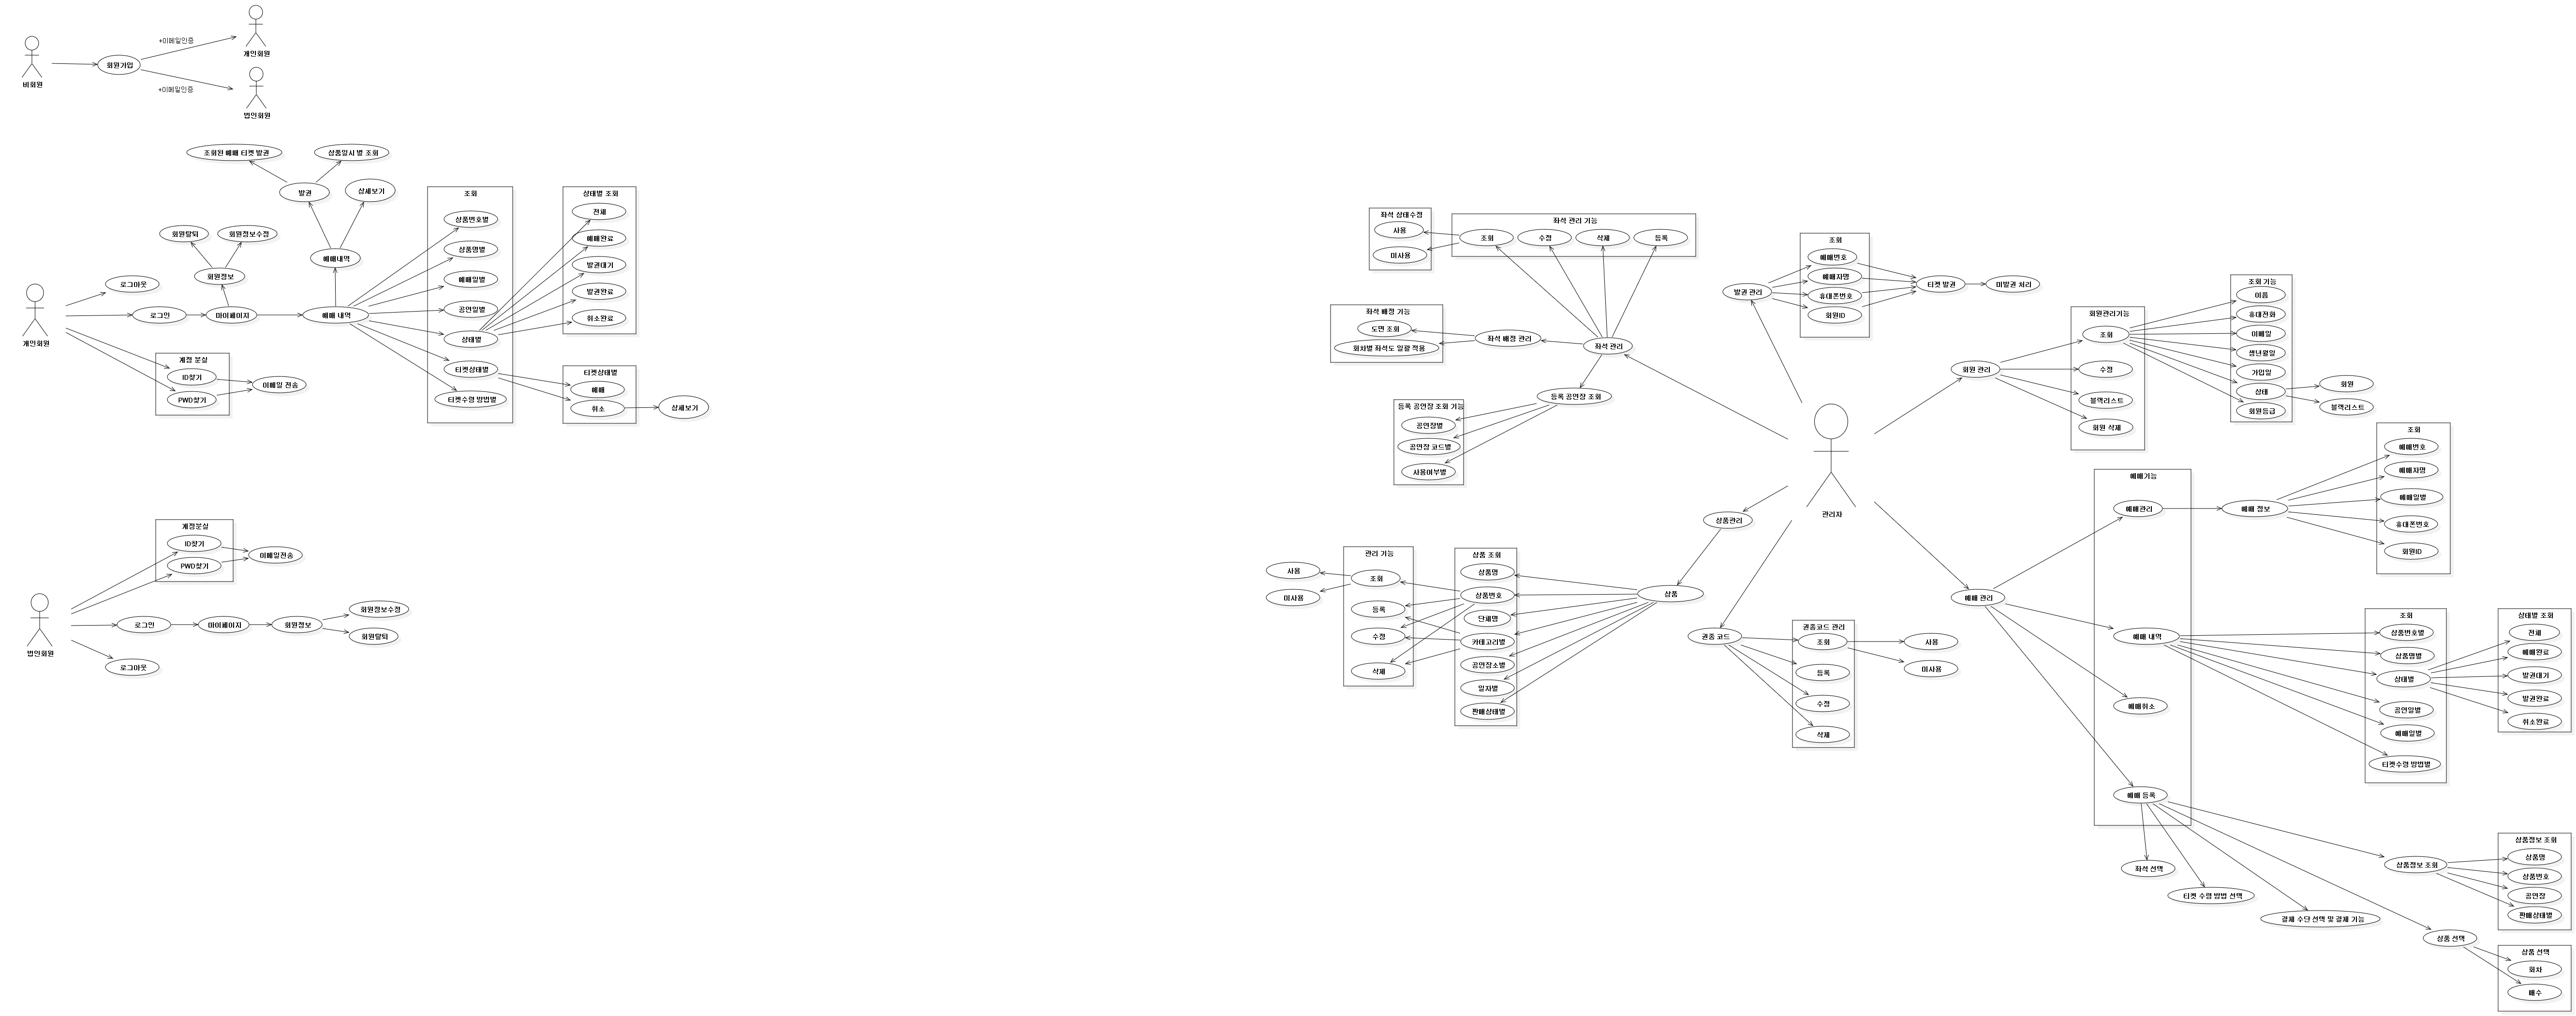 비회원
회원가입
+이메일인증
개인회원
+이메일인증
법인회원
개인회원
로그아웃
로그인
마이페이지
회원정보
회원탈퇴
회원정보수정
예매 내역
예매내역
발권
상세보기
조회된 예매 티켓 발권
상품일시 별 조회
계정 분실
ID찾기
PWD찾기
이메일 전송
조회
상품번호별
상품명별
예매일별
공연일별
상태별
티켓상태별
티켓수령 방법별
상태별 조회
전체
예매완료
발권대기
발권완료
취소완료
티켓상태별
예매
취소
상세보기
법인회원
계정분실
ID찾기
PWD찾기
이메일전송
로그인
마이페이지
회원정보
회원정보수정
회원탈퇴
로그아웃
관리자
좌석 상태수정
사용
미사용
좌석 관리 기능
조회
수정
삭제
등록
좌석 배정 기능
도면 조회
회차별 좌석도 일괄 적용
좌석 배정 관리
좌석 관리
등록 공연장 조회
등록 공연장 조회 기능
공연장별
공연장 코드별
사용여부별
발권 관리
조회
예매번호
예매자명
휴대폰번호
회원ID
티켓 발권
미발권 처리
회원 관리
회원관리기능
조회
수정
블랙리스트
회원 삭제
조회 기능
이름
휴대전화
이메일
생년월일
가입일
상태
회원등급
회원
블랙리스트
상품관리
상품
상품 조회
상품명
상품번호
단체명
카테고리별
공연장소별
일자별
판매상태별
관리 기능
조회
등록
수정
삭제
사용
미사용
권종 코드
권종코드 관리
조회
등록
수정
삭제
사용
미사용
예매 관리
예매기능
예매관리
예매 내역
예매취소
예매 등록
예매 정보
조회
예매번호
예매자명
예매일별
휴대폰번호
회원ID
조회
상품번호별
상품명별
상태별
공연일별
예매일별
티켓수령 방법별
상태별 조회
전체
예매완료
발권대기
발권완료
취소완료
좌석 선택
티켓 수령 방법 선택
결제 수단 선택 및 결제 기능
상품정보 조회
상품정보 조회
상품명
상품번호
공연장
판매상태별
상품 선택
상품 선택
회차
매수